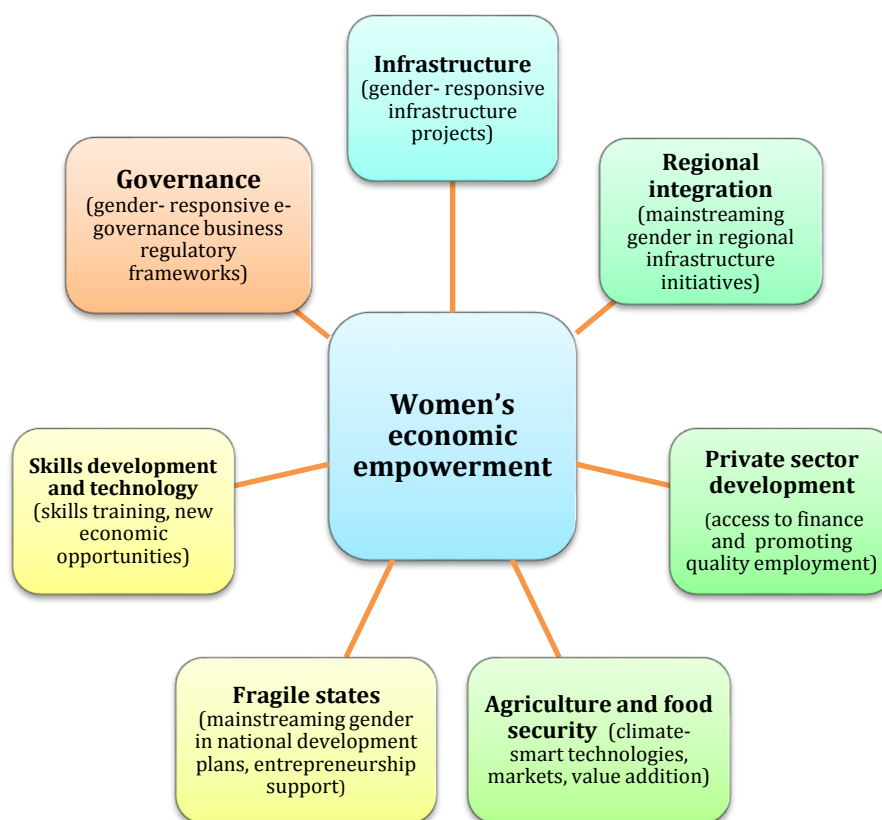 Infrastructure
(gender- responsive
infrastructure
projects)
Regional
integration
(mainstreaming
gender in regional
infrastructure
initiatives)
Governance
(gender- responsive e-
governance business
regulatory
frameworks)
Women’s
economic
empowerment
Private sector
development
(access to finance
and promoting
quality employment)
Skills development
and technology
(skills training, new
economic
opportunities)
Fragile states
(mainstreaming gender
in national development
plans, entrepreneurship
support)
Agriculture and food
security (climate-
smart technologies,
markets, value addition)